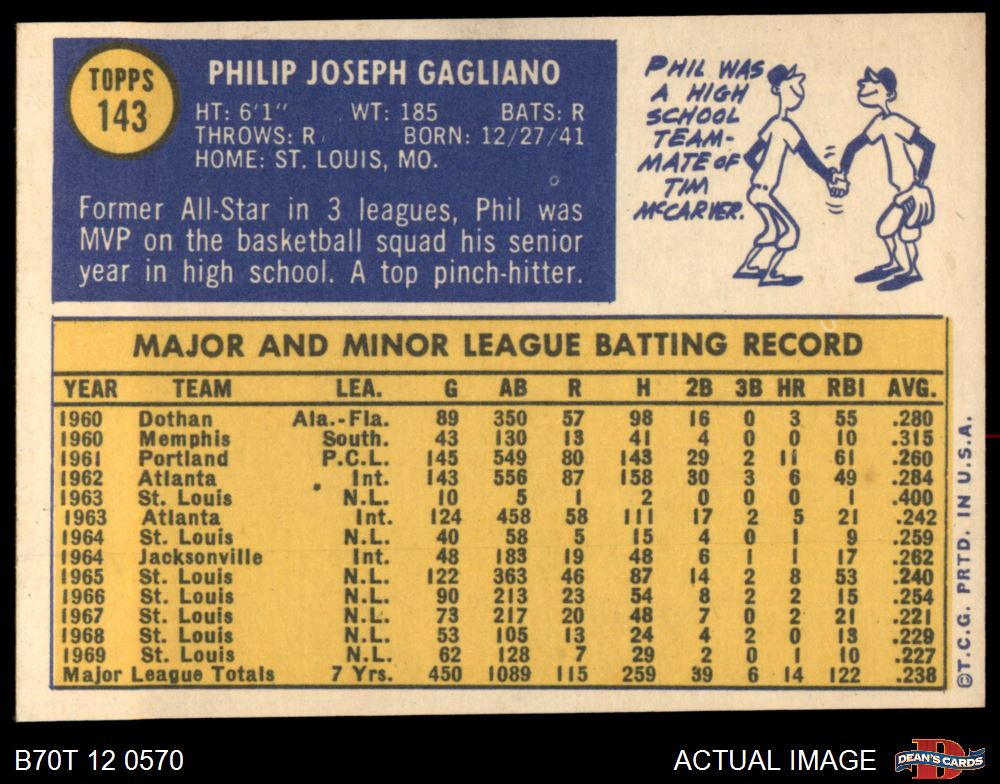 TOPPS
143
PHILIP JOSEPH GAGLIANO
HT: 6'1" WT: 185 BATS: R
THROWS: R BORN: 12/27/41
HOME: ST. LOUIS, MO.
Former All-Star in 3 leagues, Phil was
MVP on the basketball squad his senior
year in high school. A top pinch-hitter.
PHIL WAS
A HIGH
SCHOOL
TEAM-
MATE OF
TIM
McCARVER.
MAJOR AND MINOR LEAGUE BATTING RECORD
YEAR TEAM LEA. G AB R H 2B 3B HR RBI AVG.
1960 Dothan Ala.-Fla. 89 350 57 98 16 0 3 55 .280
1960 Memphis South. 43 130 13 41 4 0 0 10 .315
1961 Portland P.C.L. 145 549 80 143 29 2 11 61 .260
1962 Atlanta Int. 143 556 87 158 30 3 6 49 .284
1963 St. Louis N.L. 10 5 1 2 0 0 0 1 .400
1963 Atlanta Int. 124 458 58 111 17 2 5 21 .242
1964 St. Louis N.L. 40 58 5 15 4 0 1 9 .259
1964 Jacksonville Int. 48 183 19 48 6 1 1 17 .262
1965 St. Louis N.L. 122 363 46 87 14 2 8 53 .240
1966 St. Louis N.L. 90 213 23 54 8 2 2 15 .254
1967 St. Louis N.L. 73 217 20 48 7 0 2 21 .221
1968 St. Louis N.L. 53 105 13 24 4 2 0 13 .229
1969 St. Louis N.L. 62 128 7 29 2 0 1 10 .227
Major League Totals 7 Yrs. 450 1089 115 259 39 6 14 122 .238
©T.C.G. PRTD. IN U.S.A.
B70T 12 0570 ACTUAL IMAGE
D
DEAN'S CARDS